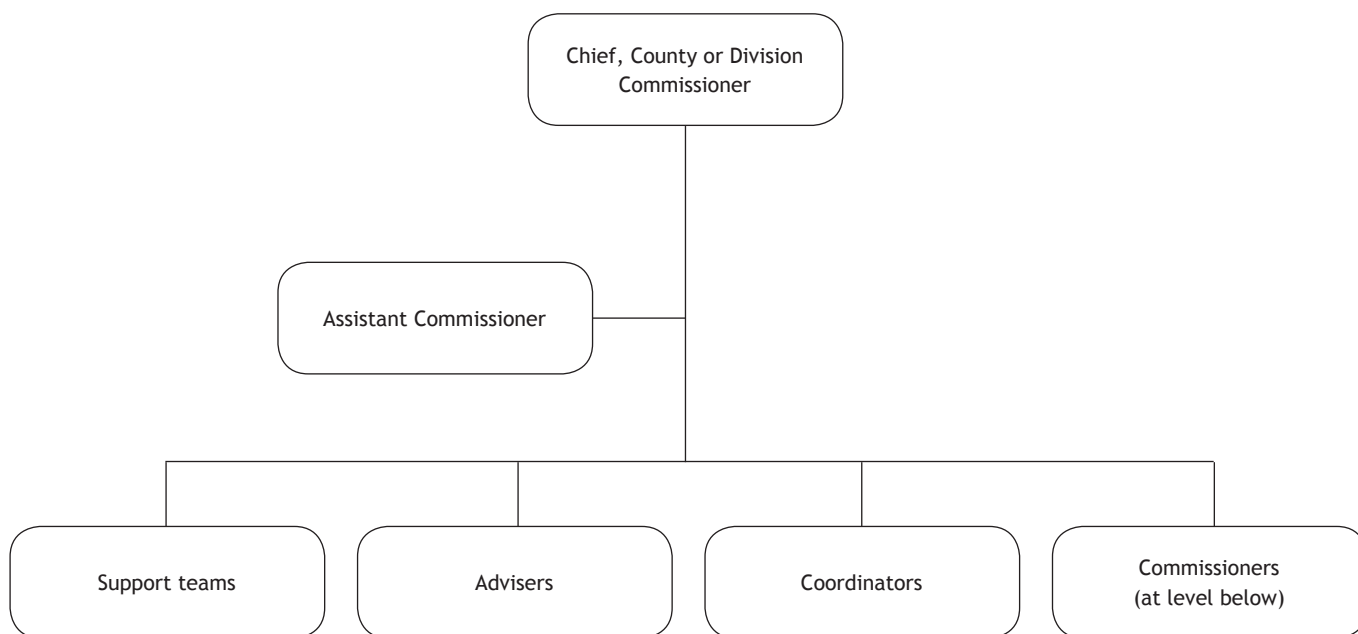 Chief, County or Division
Commissioner
Assistant Commissioner
Support teams
Advisers
Coordinators
Commissioners
(at level below)